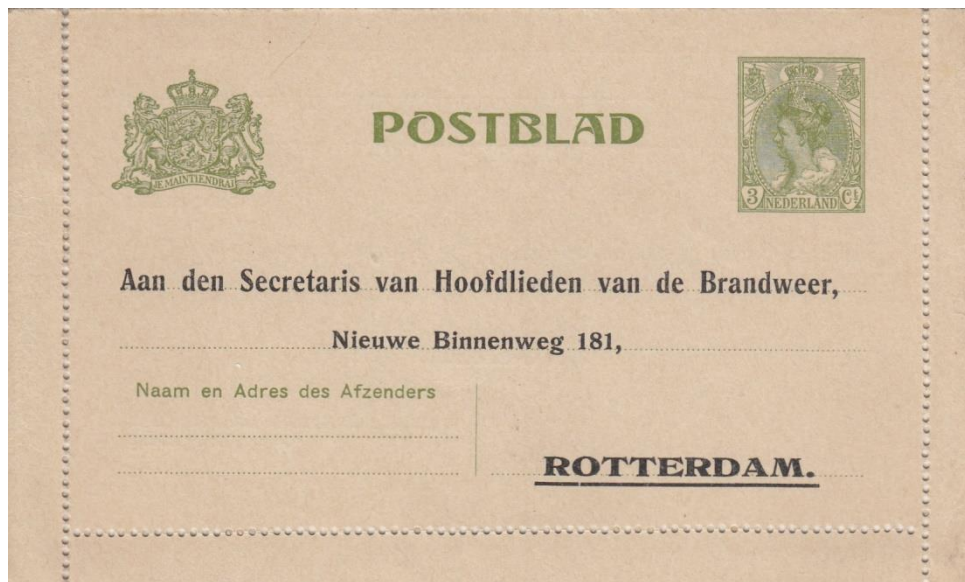 POSTBLAD
JE MAINTIENDRAI
3 NEDERLAND Ct
Aan den Secretaris van Hoofdlieden van de Brandweer,
Nieuwe Binnenweg 181,
Naam en Adres des Afzenders
ROTTERDAM.